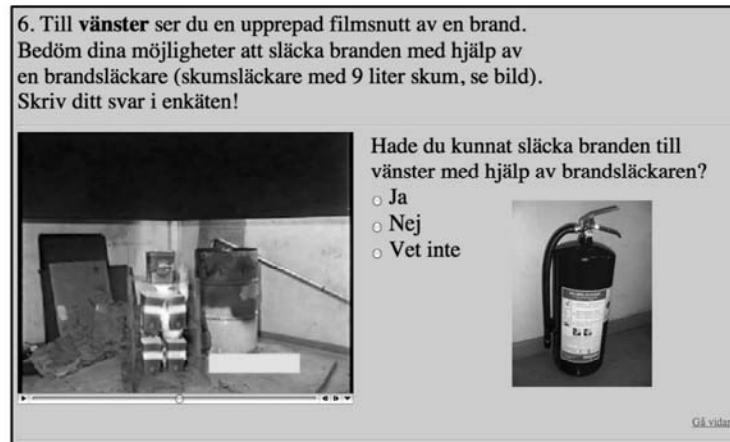 6. Till vänster ser du en upprepad filmsnutt av en brand.
Bedöm dina möjligheter att släcka branden med hjälp av
en brandsläckare (skumsläckare med 9 liter skum, se bild).
Skriv ditt svar i enkäten!
Hade du kunnat släcka branden till
vänster med hjälp av brandsläckaren?
Ja
Nej
Vet inte
Gå vidare